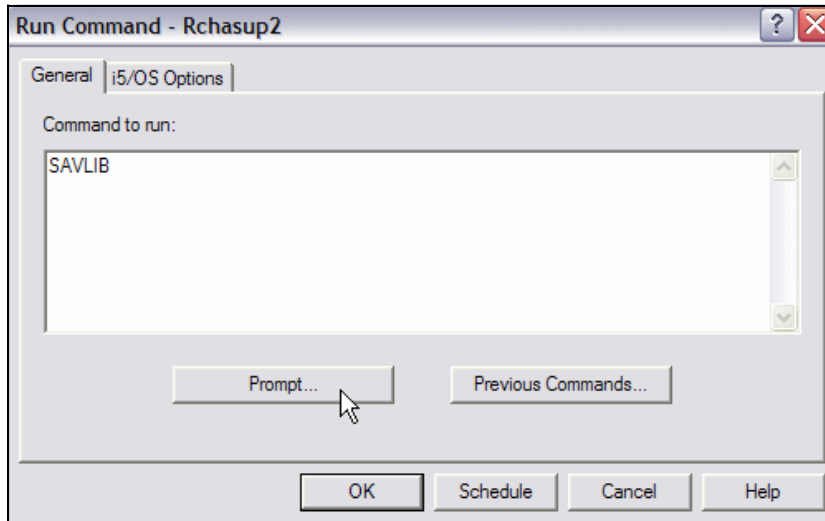 Run Command - Rchasup2
General i5/OS Options
Command to run:
SAVLIB
Prompt... Previous Commands...
OK Schedule Cancel Help